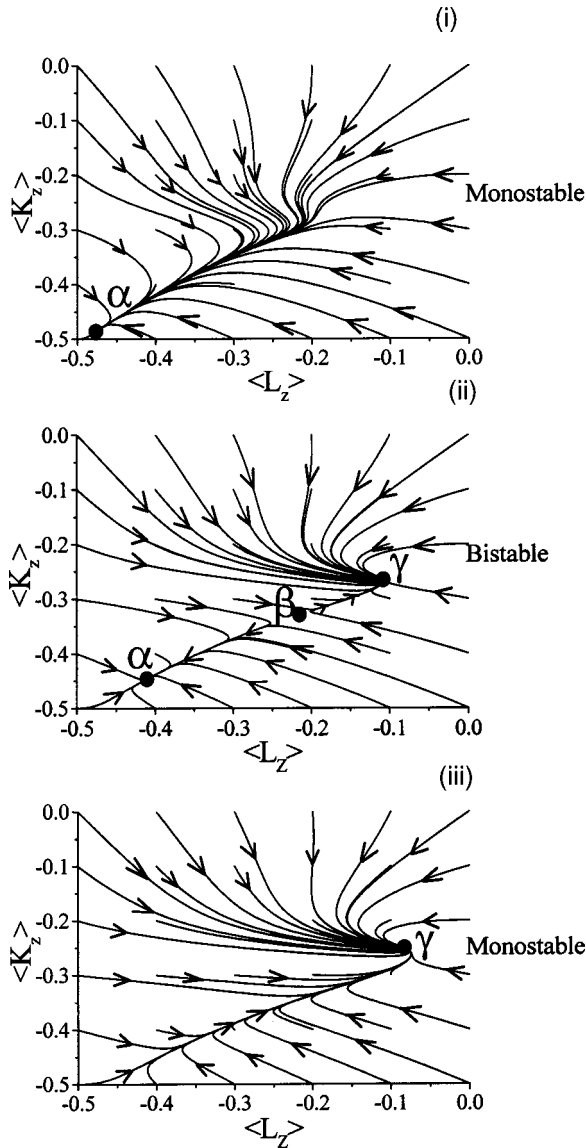 (i)
0.0
-0.1
-0.2
-0.3
-0.4
-0.5
<K_z>
Monostable
α
-0.5 -0.4 -0.3 -0.2 -0.1 0.0
<L_z>
(ii)
0.0
-0.1
-0.2
-0.3
-0.4
-0.5
<K_z>
Bistable
γ
β
α
-0.5 -0.4 -0.3 -0.2 -0.1 0.0
<L_z>
(iii)
0.0
-0.1
-0.2
-0.3
-0.4
-0.5
<K_z>
γ Monostable
-0.5 -0.4 -0.3 -0.2 -0.1 0.0
<L_z>